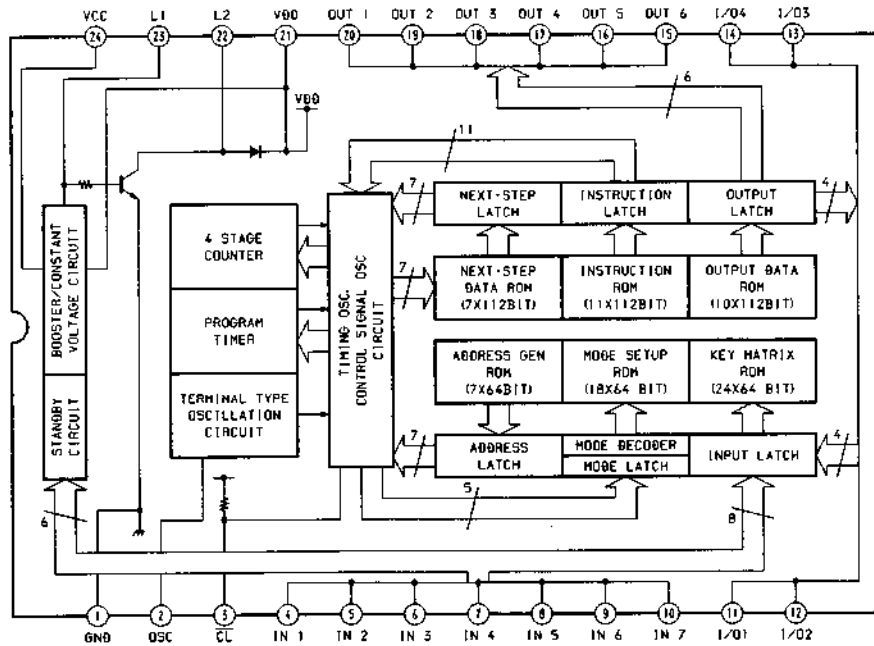 VCC L1 L2 VDD OUT 1 OUT 2 OUT 3 OUT 4 OUT 5 OUT 6 I/O4 I/O3
24 23 22 21 20 19 18 17 16 15 14 13
VDD
6
11
BOOSTER/CONSTANT
VOLTAGE CIRCUIT
STANDBY
CIRCUIT
4 STAGE
COUNTER
PROGRAM
TIMER
TERMINAL TYPE
OSCILLATION
CIRCUIT
TIMING OSC.
CONTROL SIGNAL OSC
CIRCUIT
7
NEXT-STEP
LATCH
INSTRUCTION
LATCH
OUTPUT
LATCH
4
7
NEXT-STEP
DATA ROM
(7X112BIT)
INSTRUCTION
ROM
(11X112BIT)
OUTPUT DATA
ROM
(10X112BIT)
ADDRESS GEN
ROM
(7X64BIT)
MODE SETUP
ROM
(18X64 BIT)
KEY MATRIX
ROM
(24X64 BIT)
7
ADDRESS
LATCH
MODE DECODER
MODE LATCH
INPUT LATCH
4
6
5
8
1 2 3 4 5 6 7 8 9 10 11 12
GND OSC CL IN 1 IN 2 IN 3 IN 4 IN 5 IN 6 IN 7 I/O1 I/O2